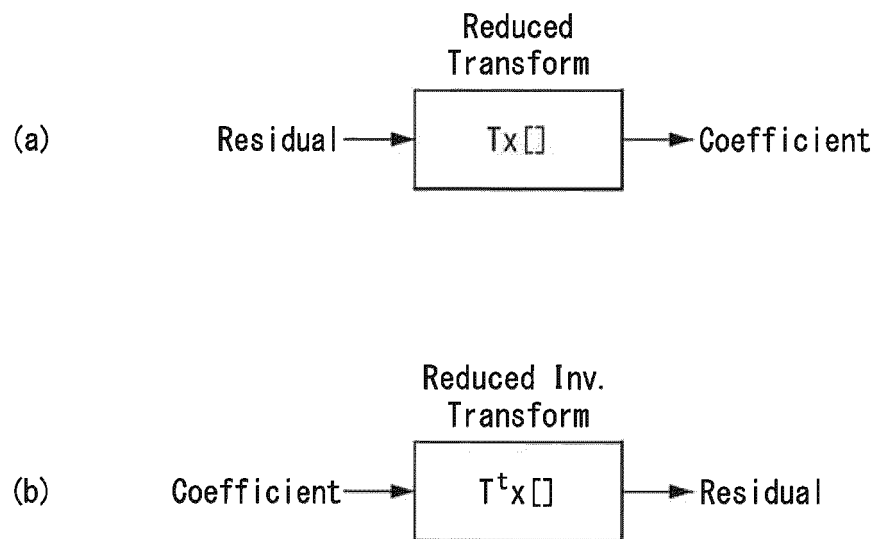 Reduced
Transform
(a) Residual Tx[] Coefficient
Reduced Inv.
Transform
(b) Coefficient Tᵗx[] Residual